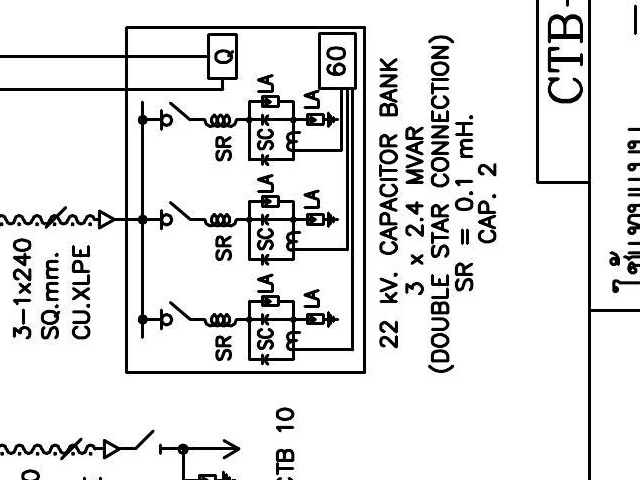 3-1x240
SQ.mm.
CU.XLPE
Q
60
LA
LA
SR
SC
LA
LA
SR
SC
LA
LA
SR
SC
22 kV. CAPACITOR BANK
3 x 2.4 MVAR
(DOUBLE STAR CONNECTION)
SR = 0.1 mH.
CAP. 2
CTB-
CTB 10